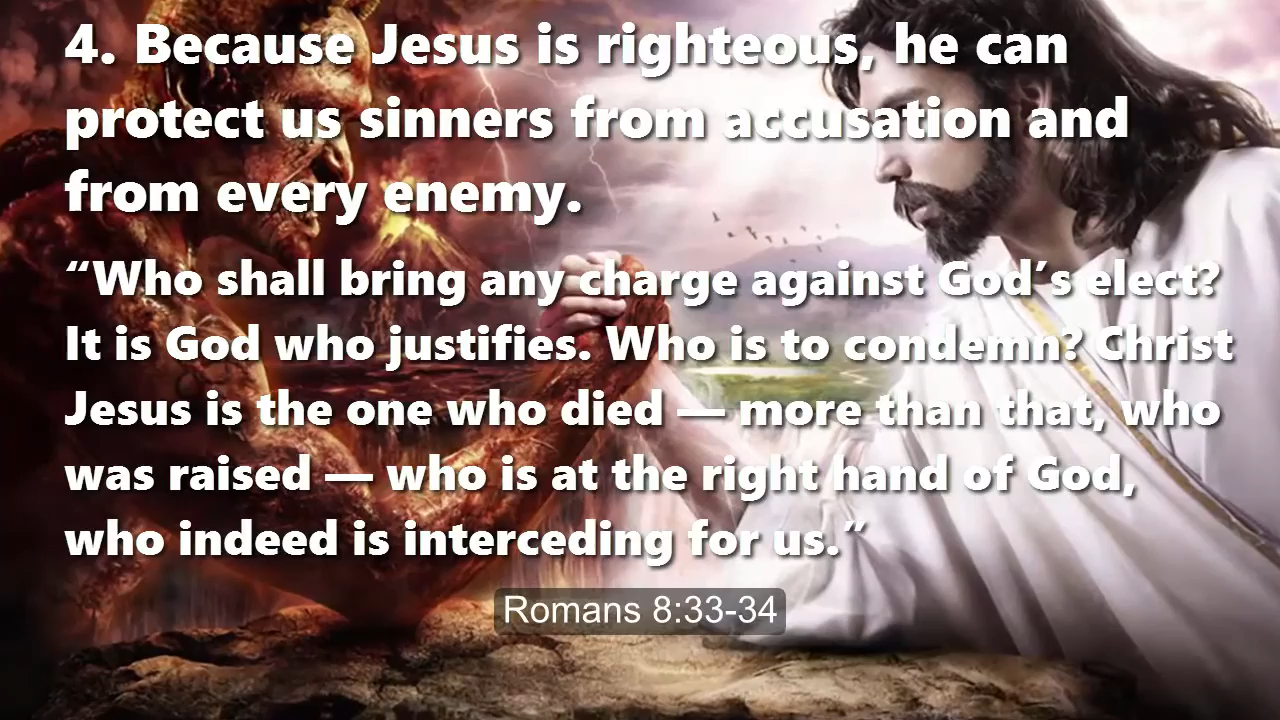 4. Because Jesus is righteous, he can
protect us sinners from accusation and
from every enemy.
“Who shall bring any charge against God’s elect?
It is God who justifies. Who is to condemn? Christ
Jesus is the one who died — more than that, who
was raised — who is at the right hand of God,
who indeed is interceding for us.”
Romans 8:33-34